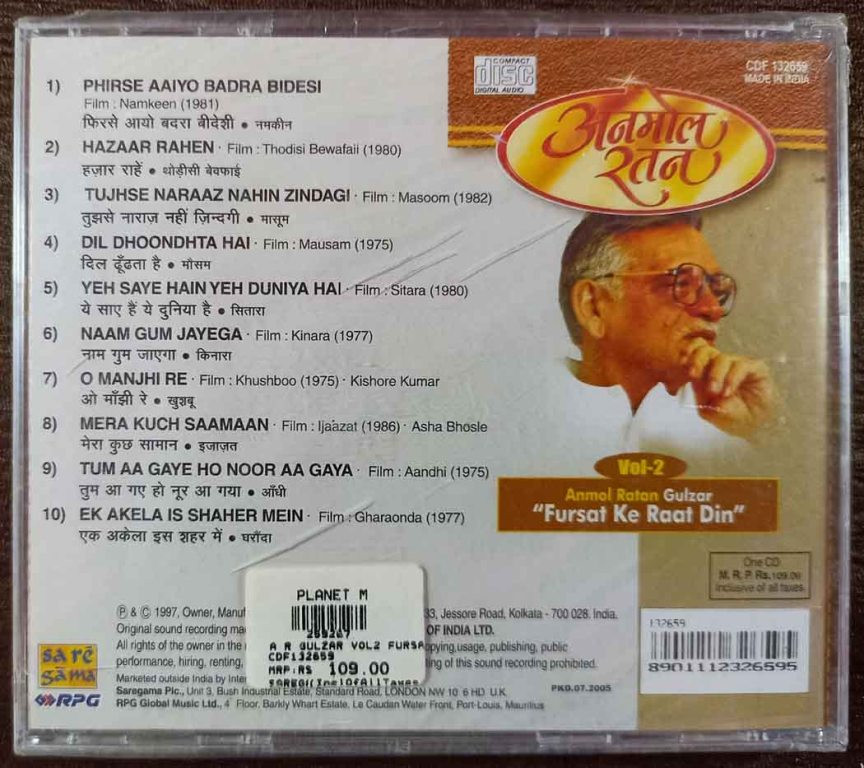 1) PHIRSE AAIYO BADRA BIDESI
Film : Namkeen (1981)
फिरसे आयो बदरा बीदेशी • नमकीन
2) HAZAAR RAHEN · Film : Thodisi Bewafaii (1980)
हज़ार राहें • थोड़ीसी बेवफाई
3) TUJHSE NARAAZ NAHIN ZINDAGI · Film : Masoom (1982)
तुझसे नाराज़ नहीं ज़िन्दगी • मासूम
4) DIL DHOONDHTA HAI · Film : Mausam (1975)
दिल ढूँढता है • मौसम
5) YEH SAYE HAIN YEH DUNIYA HAI · Film : Sitara (1980)
ये साए हैं ये दुनिया है • सितारा
6) NAAM GUM JAYEGA · Film : Kinara (1977)
नाम गुम जाएगा • किनारा
7) O MANJHI RE · Film : Khushboo (1975) · Kishore Kumar
ओ माँझी रे • खुशबू
8) MERA KUCH SAAMAAN · Film : Ijaazat (1986) · Asha Bhosle
मेरा कुछ सामान • इजाज़त
9) TUM AA GAYE HO NOOR AA GAYA · Film : Aandhi (1975)
तुम आ गए हो नूर आ गया • आँधी
10) EK AKELA IS SHAHER MEIN · Film : Gharaonda (1977)
एक अकेला इस शहर में • घरौंदा
COMPACT
disc
DIGITAL AUDIO
CDF 132659
MADE IN INDIA
अनमोल
रतन
Vol-2
Anmol Ratan Gulzar
"Fursat Ke Raat Din"
One CD
M. R. P. Rs.109.00
Inclusive of all taxes
PLANET M
A R GULZAR VOL2 FURSA
CDF132659
MRP:RS 109.00
SAREGA(InclOfAllTaxes
℗ & © 1997, Owner, Manuf 33, Jessore Road, Kolkata - 700 028. India.
Original sound recording ma OF INDIA LTD.
All rights of the owner in the opying,usage, publishing, public
performance, hiring, renting, ing of this sound recording prohibited.
Marketed outside India by Inter
Saregama Plc., Unit 3, Bush Industrial Estate, Standard Road, LONDON NW 10 6 HD U.K.
PKD.07.2005
RPG Global Music Ltd., 4 Floor, Barkly Whart Estate, Le Caudan Water Front, Port-Louis, Mauritius
sa rē
gama
RPG
132659
8901112326595